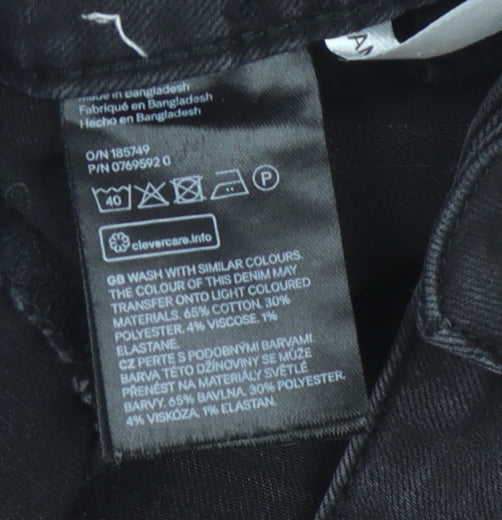 Made in Bangladesh
Fabriqué en Bangladesh
Hecho en Bangladesh
O/N 185749
P/N 0769592 0
40
P
clevercare.info
GB WASH WITH SIMILAR COLOURS.
THE COLOUR OF THIS DENIM MAY
TRANSFER ONTO LIGHT COLOURED
MATERIALS. 65% COTTON, 30%
POLYESTER, 4% VISCOSE, 1%
ELASTANE.
CZ PERTE S PODOBNÝMI BARVAMI.
BARVA TÉTO DŽÍNOVINY SE MŮŽE
PŘENÉST NA MATERIÁLY SVĚTLÉ
BARVY. 65% BAVLNA, 30% POLYESTER,
4% VISKÓZA, 1% ELASTAN.